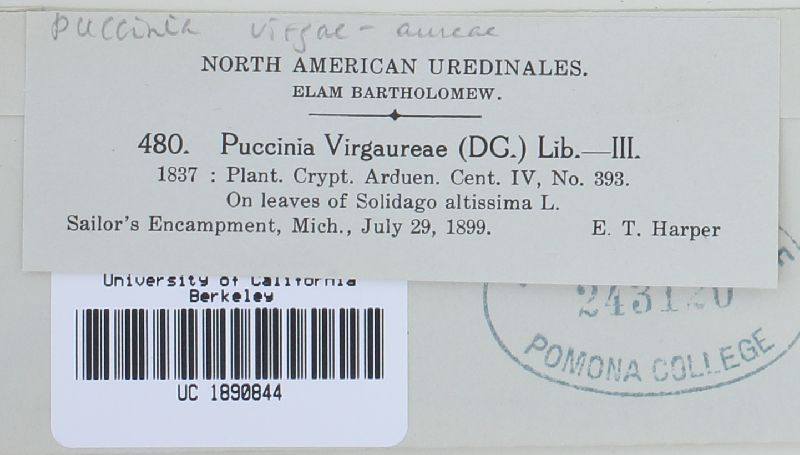 Puccinia virgae-aureae
NORTH AMERICAN UREDINALES.
ELAM BARTHOLOMEW.
480. Puccinia Virgaureae (DC.) Lib.—III.
1837 : Plant. Crypt. Arduen. Cent. IV, No. 393.
On leaves of Solidago altissima L.
Sailor's Encampment, Mich., July 29, 1899. E. T. Harper
University of California
Berkeley
UC 1890844
243120
POMONA COLLEGE